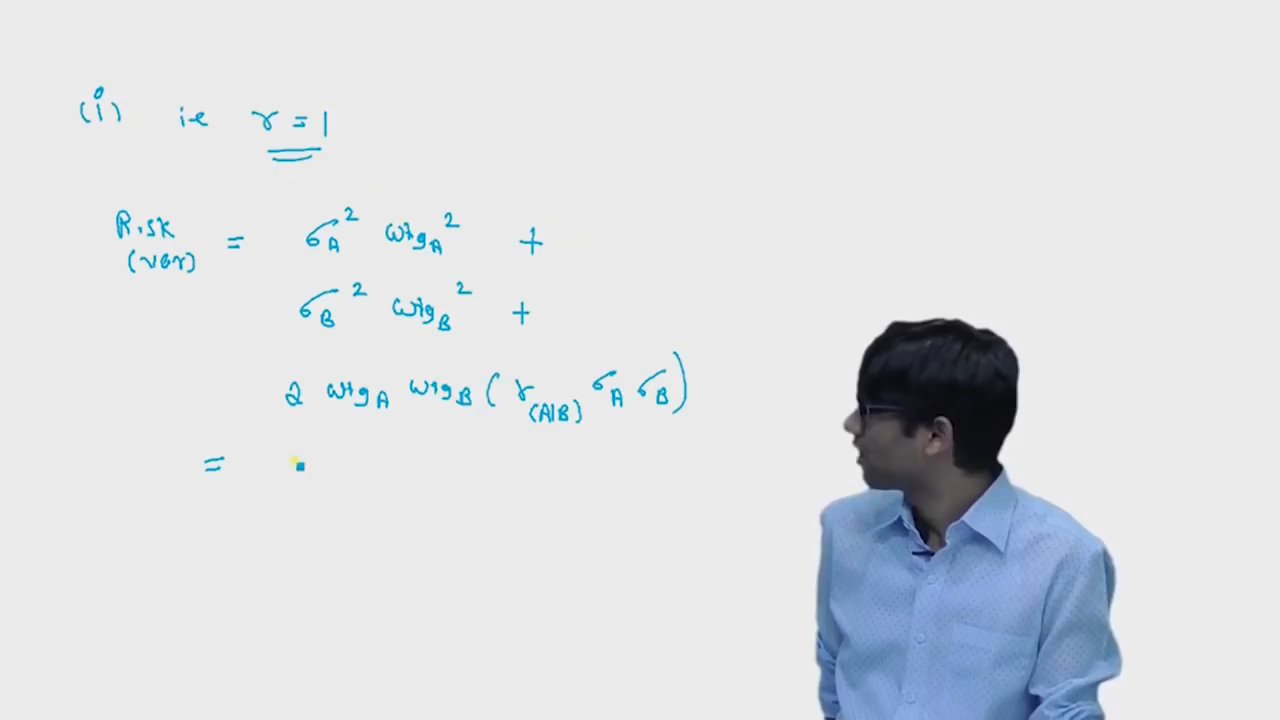 (i) ie r = 1
Risk (var) = σA² wtgA² +
σB² wtgB² +
2 wtgA wtgB (r(A|B) σA σB)
=